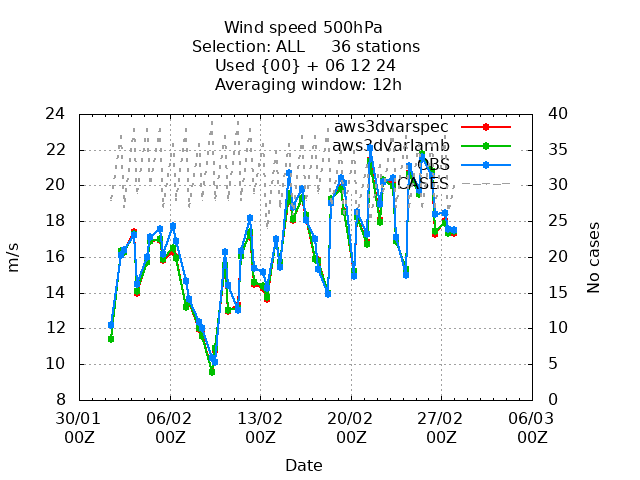 Wind speed 500hPa
Selection: ALL 36 stations
Used {00} + 06 12 24
Averaging window: 12h
24
22
20
18
16
14
12
10
8
m/s
40
35
30
25
20
15
10
5
0
No cases
aws3dvarspec
aws3dvarlamb
OBS
CASES
30/01 06/02 13/02 20/02 27/02 06/03
00Z 00Z 00Z 00Z 00Z 00Z
Date